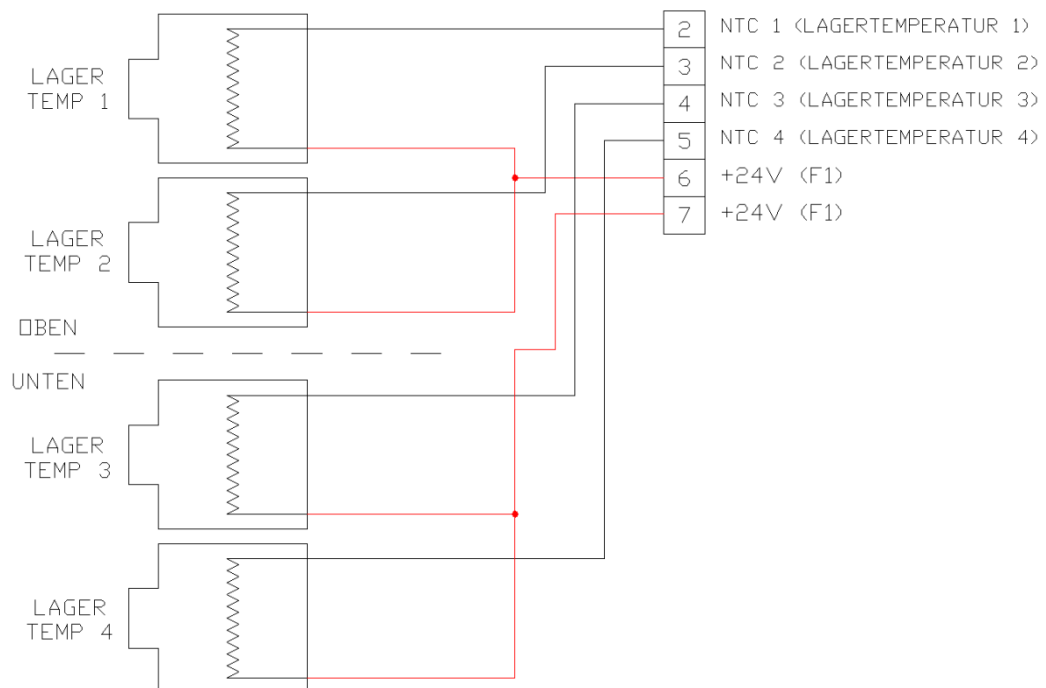 LAGER
TEMP 1
LAGER
TEMP 2
OBEN
UNTEN
LAGER
TEMP 3
LAGER
TEMP 4
2 NTC 1 (LAGERTEMPERATUR 1)
3 NTC 2 (LAGERTEMPERATUR 2)
4 NTC 3 (LAGERTEMPERATUR 3)
5 NTC 4 (LAGERTEMPERATUR 4)
6 +24V (F1)
7 +24V (F1)